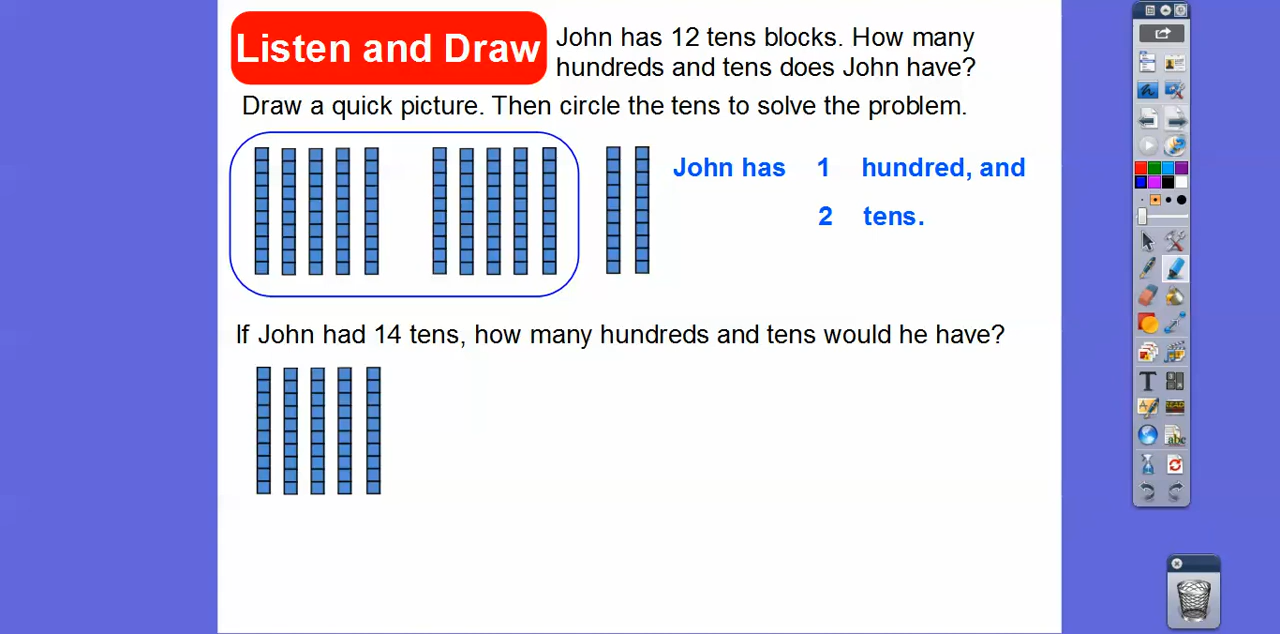 Listen and Draw
John has 12 tens blocks. How many
hundreds and tens does John have?
Draw a quick picture. Then circle the tens to solve the problem.
John has 1 hundred, and
2 tens.
If John had 14 tens, how many hundreds and tens would he have?